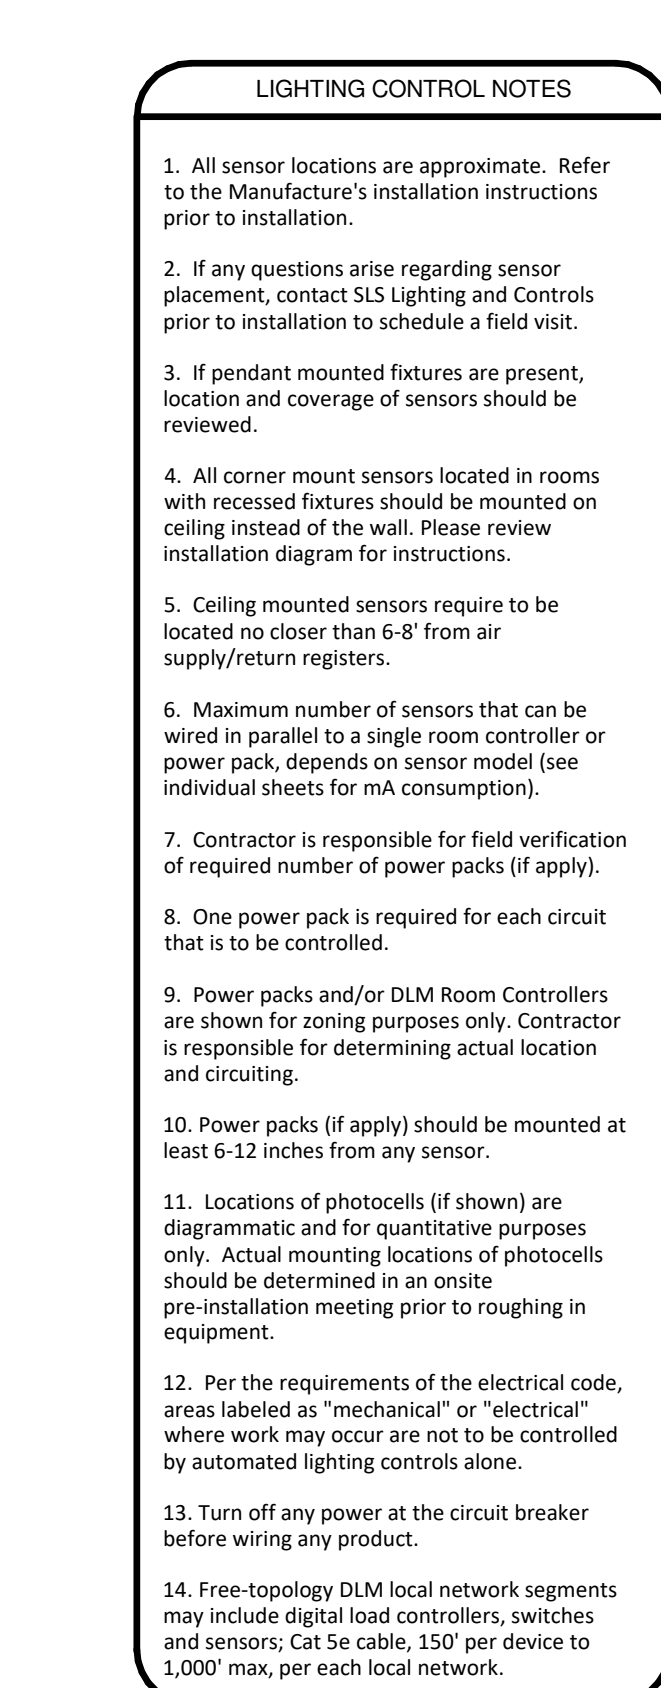 LIGHTING CONTROL NOTES
1.  All sensor locations are approximate.  Refer
to the Manufacture's installation instructions
prior to installation.
2.  If any questions arise regarding sensor
placement, contact SLS Lighting and Controls
prior to installation to schedule a field visit.
3.  If pendant mounted fixtures are present,
location and coverage of sensors should be
reviewed.
4.  All corner mount sensors located in rooms
with recessed fixtures should be mounted on
ceiling instead of the wall. Please review
installation diagram for instructions.
5.  Ceiling mounted sensors require to be
located no closer than 6-8' from air
supply/return registers.
6.  Maximum number of sensors that can be
wired in parallel to a single room controller or
power pack, depends on sensor model (see
individual sheets for mA consumption).
7.  Contractor is responsible for field verification
of required number of power packs (if apply).
8.  One power pack is required for each circuit
that is to be controlled.
9.  Power packs and/or DLM Room Controllers
are shown for zoning purposes only. Contractor
is responsible for determining actual location
and circuiting.
10. Power packs (if apply) should be mounted at
least 6-12 inches from any sensor.
11.  Locations of photocells (if shown) are
diagrammatic and for quantitative purposes
only.  Actual mounting locations of photocells
should be determined in an onsite
pre-installation meeting prior to roughing in
equipment.
12.  Per the requirements of the electrical code,
areas labeled as "mechanical" or "electrical"
where work may occur are not to be controlled
by automated lighting controls alone.
13. Turn off any power at the circuit breaker
before wiring any product.
14. Free-topology DLM local network segments
may include digital load controllers, switches
and sensors; Cat 5e cable, 150' per device to
1,000' max, per each local network.